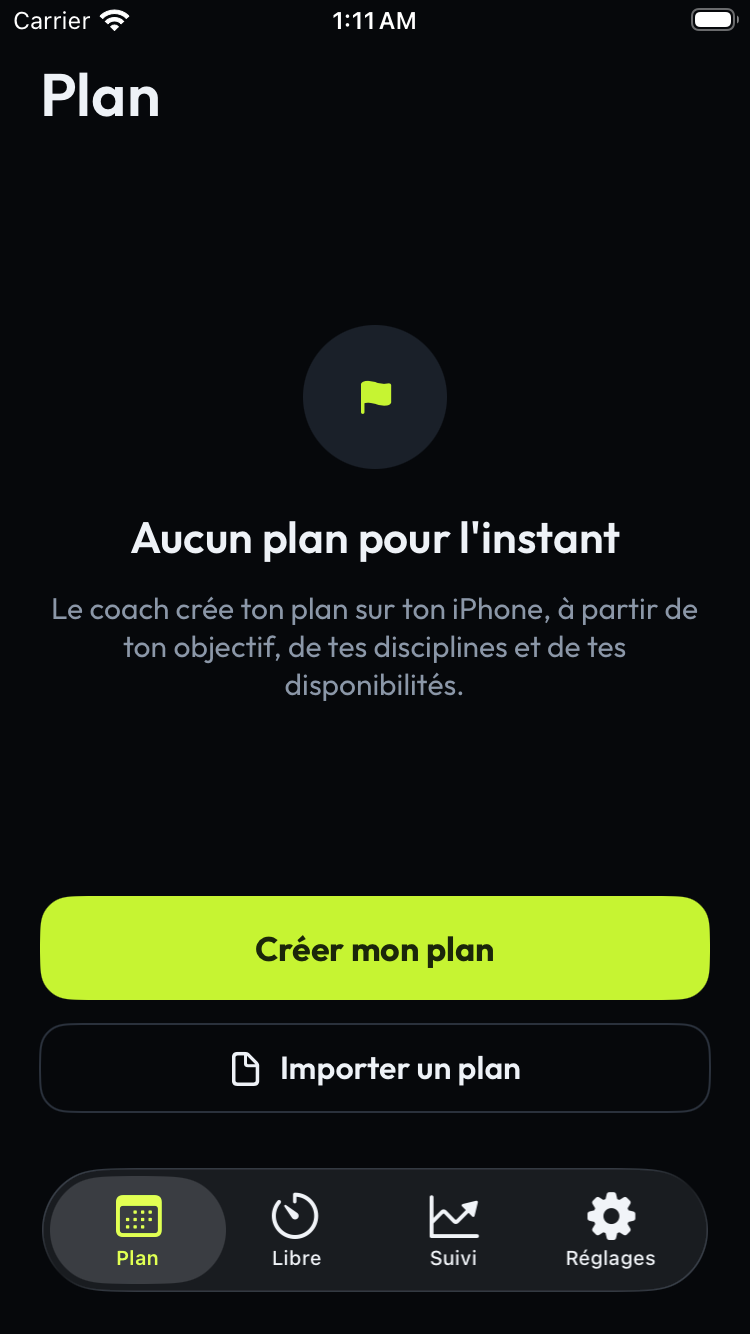 Carrier 1:11 AM
Plan
Aucun plan pour l'instant
Le coach crée ton plan sur ton iPhone, à partir de
ton objectif, de tes disciplines et de tes
disponibilités.
Créer mon plan
Importer un plan
Plan Libre Suivi Réglages